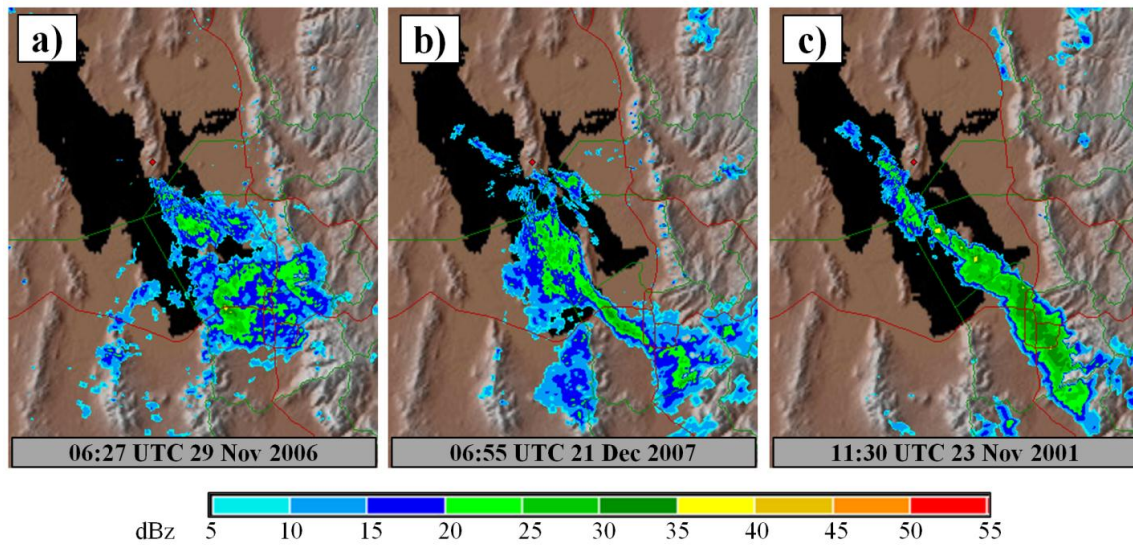 a)
b)
c)
06:27 UTC 29 Nov 2006
06:55 UTC 21 Dec 2007
11:30 UTC 23 Nov 2001
dBz
5 10 15 20 25 30 35 40 45 50 55